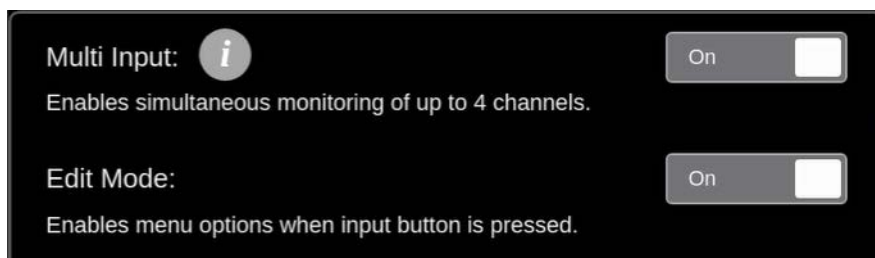 Multi Input: i
On
Enables simultaneous monitoring of up to 4 channels.
Edit Mode:
On
Enables menu options when input button is pressed.